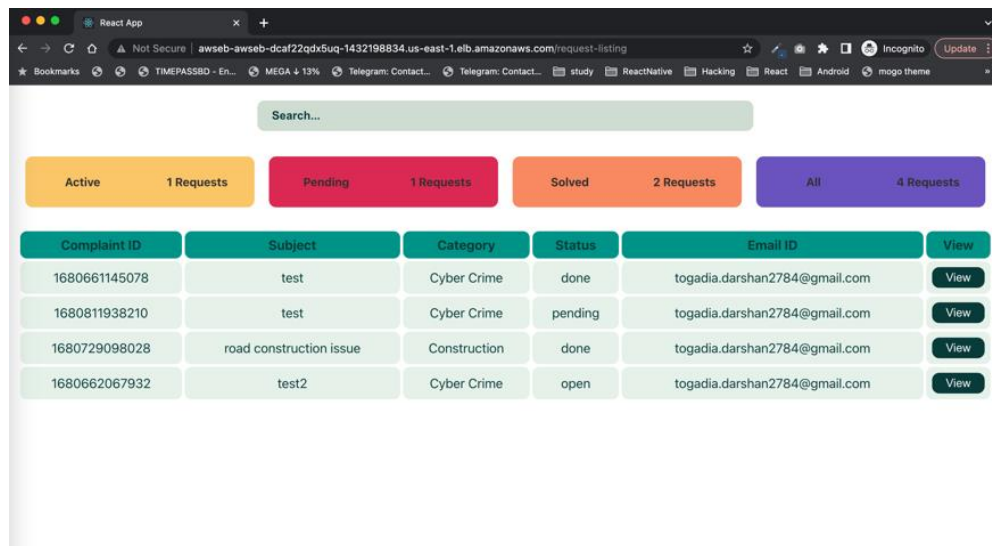 React App
Not Secure awseb-awseb-dcaf22qdx5uq-1432198834.us-east-1.elb.amazonaws.com/request-listing Incognito Update
Bookmarks TIMEPASSBD - En... MEGA ↓ 13% Telegram: Contact... Telegram: Contact... study ReactNative Hacking React Android mogo theme »
Search...
Active 1 Requests Pending 1 Requests Solved 2 Requests All 4 Requests
Complaint ID Subject Category Status Email ID View
1680661145078 test Cyber Crime done togadia.darshan2784@gmail.com View
1680811938210 test Cyber Crime pending togadia.darshan2784@gmail.com View
1680729098028 road construction issue Construction done togadia.darshan2784@gmail.com View
1680662067932 test2 Cyber Crime open togadia.darshan2784@gmail.com View